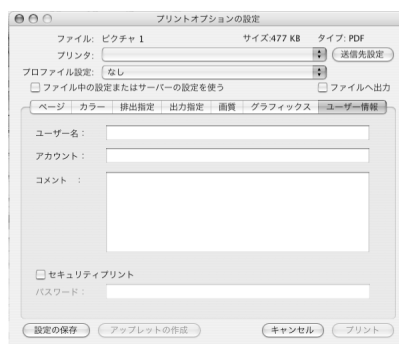 プリントオプションの設定
ファイル: ピクチャ 1 サイズ:477 KB タイプ: PDF
プリンタ: 送信先設定
プロファイル設定: なし
ファイル中の設定またはサーバーの設定を使う ファイルへ出力
ページ カラー 排出指定 出力指定 画質 グラフィックス ユーザー情報
ユーザー名:
アカウント:
コメント :
セキュリティプリント
パスワード:
設定の保存 アップレットの作成 キャンセル プリント